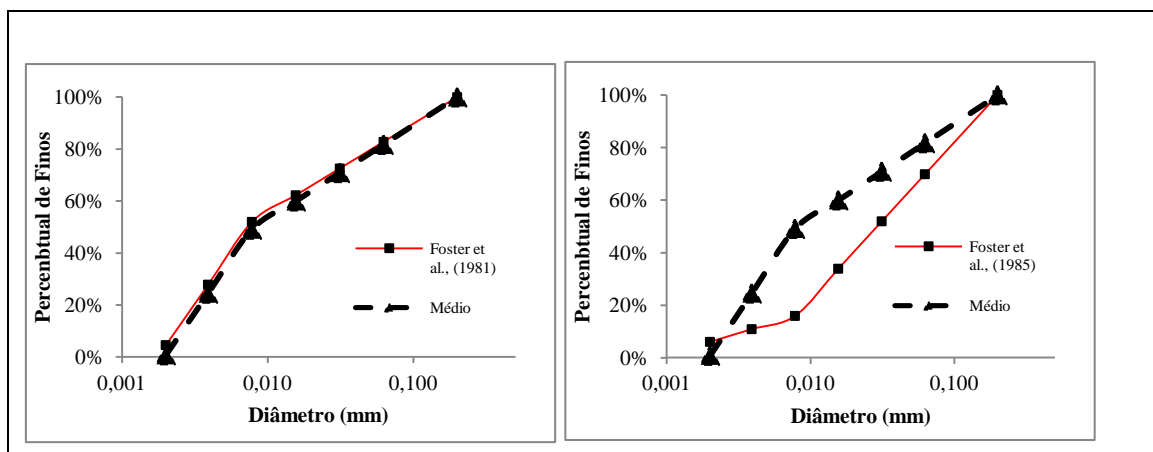 Percenbtual de Finos
100%
80%
60%
40%
20%
0%
0,001
0,010
0,100
Diâmetro (mm)
Foster et
al., (1981)
Médio
Percenbtual de Finos
100%
80%
60%
40%
20%
0%
0,001
0,010
0,100
Diâmetro (mm)
Foster et
al., (1985)
Médio